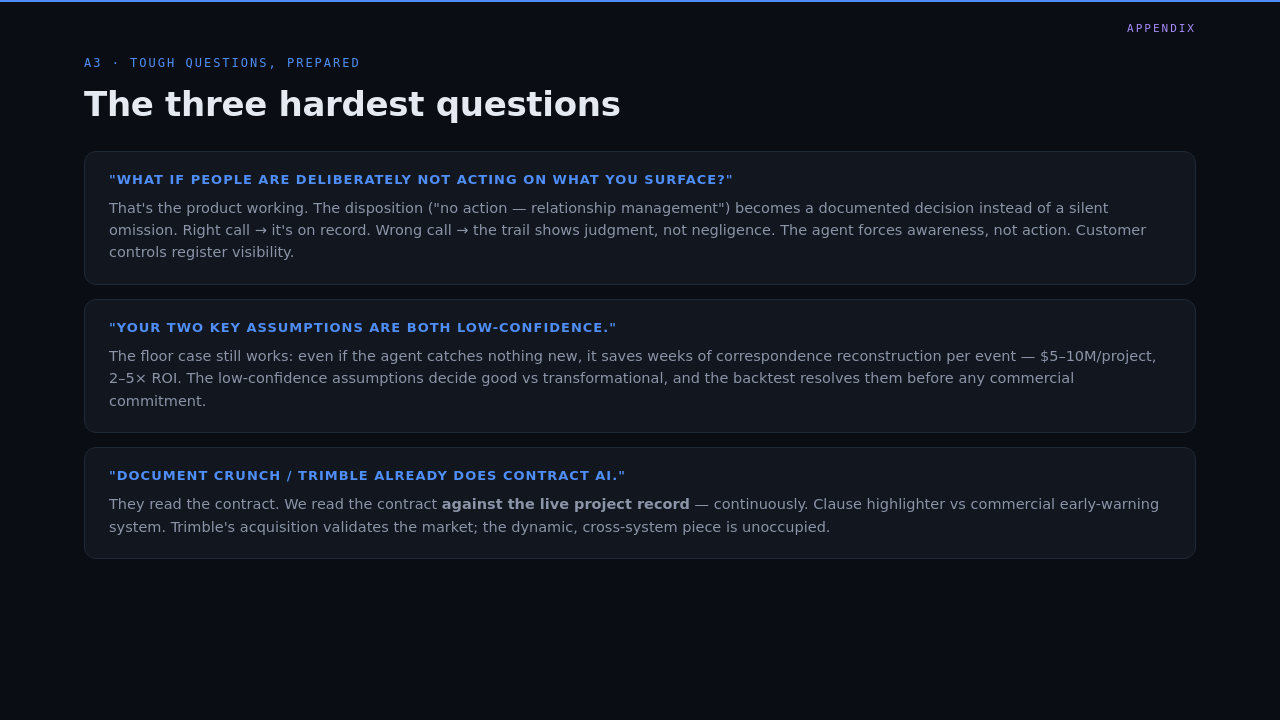 APPENDIX
A3 · TOUGH QUESTIONS, PREPARED
The three hardest questions
"WHAT IF PEOPLE ARE DELIBERATELY NOT ACTING ON WHAT YOU SURFACE?"
That's the product working. The disposition ("no action — relationship management") becomes a documented decision instead of a silent
omission. Right call → it's on record. Wrong call → the trail shows judgment, not negligence. The agent forces awareness, not action. Customer
controls register visibility.
"YOUR TWO KEY ASSUMPTIONS ARE BOTH LOW-CONFIDENCE."
The floor case still works: even if the agent catches nothing new, it saves weeks of correspondence reconstruction per event — $5–10M/project,
2–5× ROI. The low-confidence assumptions decide good vs transformational, and the backtest resolves them before any commercial
commitment.
"DOCUMENT CRUNCH / TRIMBLE ALREADY DOES CONTRACT AI."
They read the contract. We read the contract against the live project record — continuously. Clause highlighter vs commercial early-warning
system. Trimble's acquisition validates the market; the dynamic, cross-system piece is unoccupied.